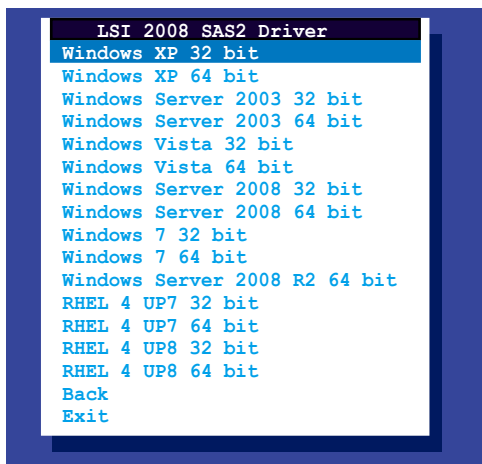 LSI 2008 SAS2 Driver
Windows XP 32 bit
Windows XP 64 bit
Windows Server 2003 32 bit
Windows Server 2003 64 bit
Windows Vista 32 bit
Windows Vista 64 bit
Windows Server 2008 32 bit
Windows Server 2008 64 bit
Windows 7 32 bit
Windows 7 64 bit
Windows Server 2008 R2 64 bit
RHEL 4 UP7 32 bit
RHEL 4 UP7 64 bit
RHEL 4 UP8 32 bit
RHEL 4 UP8 64 bit
Back
Exit